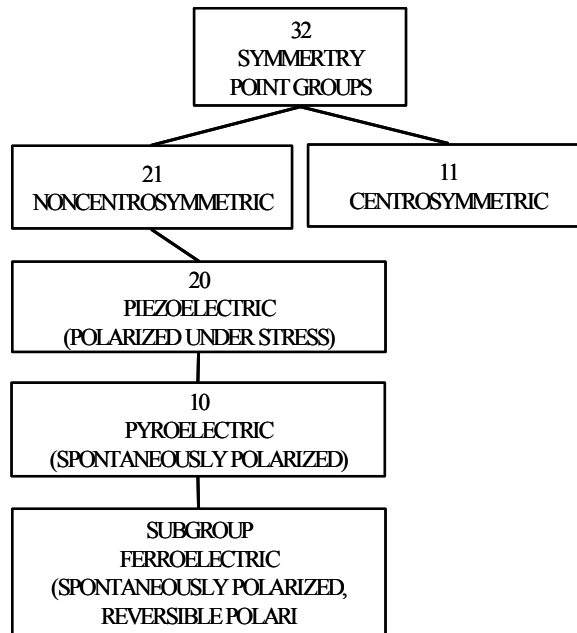 32
SYMMERTRY
POINT GROUPS
21
NONCENTROSYMMETRIC
11
CENTROSYMMETRIC
20
PIEZOELECTRIC
(POLARIZED UNDER STRESS)
10
PYROELECTRIC
(SPONTANEOUSLY POLARIZED)
SUBGROUP
FERROELECTRIC
(SPONTANEOUSLY POLARIZED,
REVERSIBLE POLARI